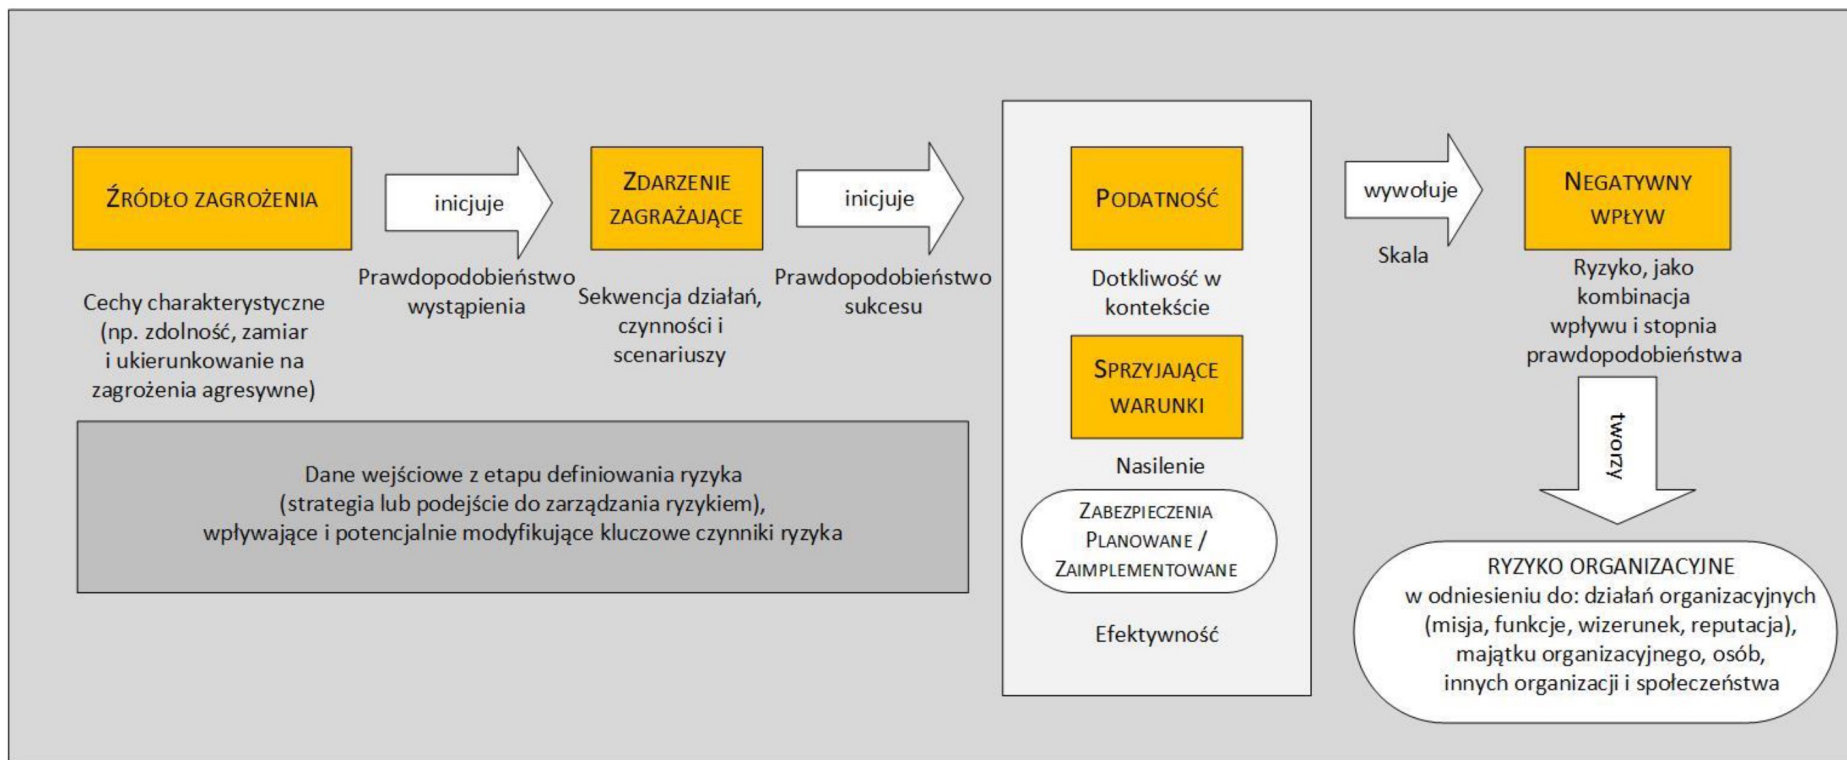 ŹRÓDŁO ZAGROŻENIA
Cechy charakterystyczne
(np. zdolność, zamiar
i ukierunkowanie na
zagrożenia agresywne)
inicjuje
Prawdopodobieństwo
wystąpienia
ZDARZENIE
ZAGRAŻAJĄCE
Sekwencja działań,
czynności i
scenariuszy
inicjuje
Prawdopodobieństwo
sukcesu
PODATNOŚĆ
Dotkliwość w
kontekście
SPRZYJAJĄCE
WARUNKI
Nasilenie
ZABEZPIECZENIA
PLANOWANE /
ZAIMPLEMENTOWANE
Efektywność
wywołuje
Skala
NEGATYWNY
WPŁYW
Ryzyko, jako
kombinacja
wpływu i stopnia
prawdopodobieństwa
tworzy
RYZYKO ORGANIZACYJNE
w odniesieniu do: działań organizacyjnych
(misja, funkcje, wizerunek, reputacja),
majątku organizacyjnego, osób,
innych organizacji i społeczeństwa
Dane wejściowe z etapu definiowania ryzyka
(strategia lub podejście do zarządzania ryzykiem),
wpływające i potencjalnie modyfikujące kluczowe czynniki ryzyka